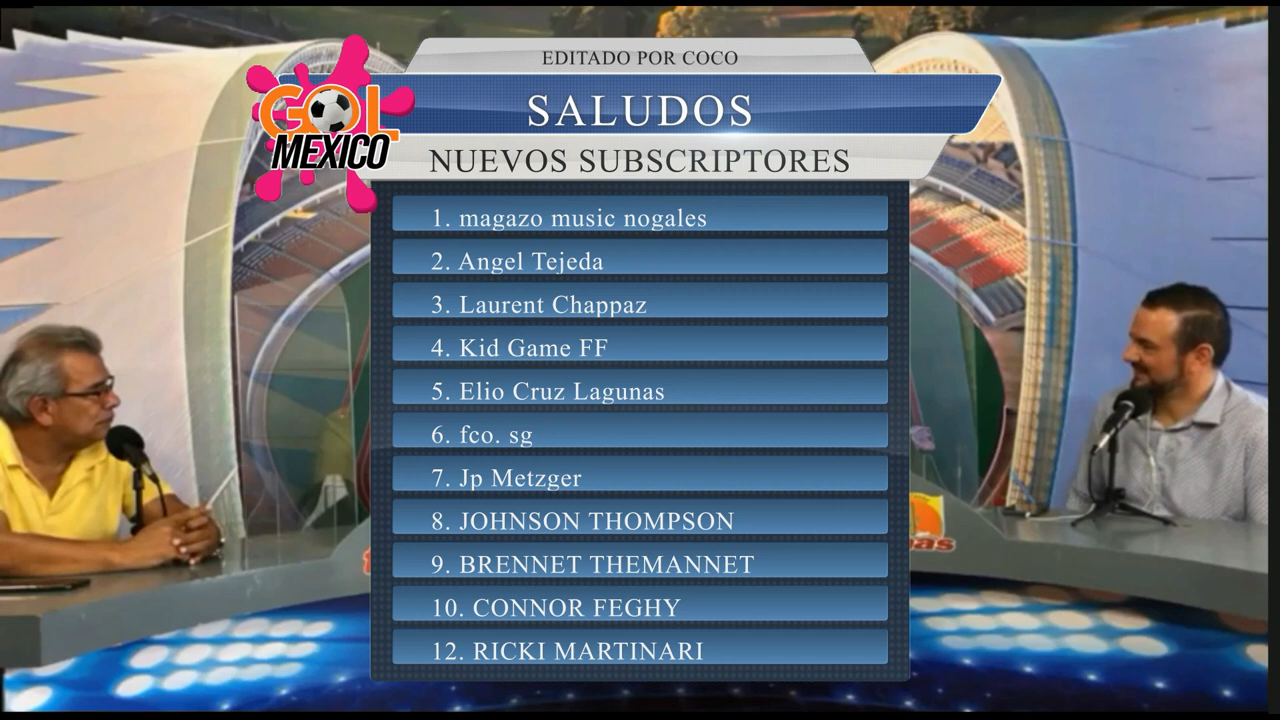 EDITADO POR COCO
SALUDOS
NUEVOS SUBSCRIPTORES
GOL
MEXICO
1. magazo music nogales
2. Angel Tejeda
3. Laurent Chappaz
4. Kid Game FF
5. Elio Cruz Lagunas
6. fco. sg
7. Jp Metzger
8. JOHNSON THOMPSON
9. BRENNET THEMANNET
10. CONNOR FEGHY
12. RICKI MARTINARI